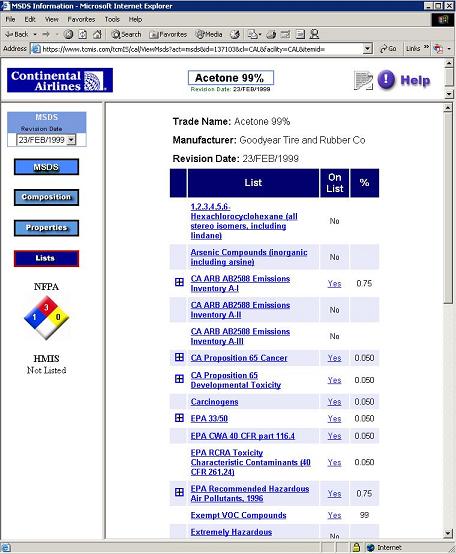 MSDS Information - Microsoft Internet Explorer
File Edit View Favorites Tools Help
Back Search Favorites Media
Address https://www.tcmis.com/tcmIS/cal/ViewMsds?act=msds&id=137103&cl=CAL&facility=CAL&itemid= Go Links »
Continental Airlines
Acetone 99%
Revision Date: 23/FEB/1999
Help
MSDS
Revision Date
23/FEB/1999
MSDS
Composition
Properties
Lists
NFPA
3
1 0
HMIS
Not Listed
Trade Name: Acetone 99%
Manufacturer: Goodyear Tire and Rubber Co
Revision Date: 23/FEB/1999
List On List %
1,2,3,4,5,6-
Hexachlorocyclohexane (all
stereo isomers, including
lindane) No
Arsenic Compounds (inorganic
including arsine) No
CA ARB AB2588 Emissions
Inventory A-I Yes 0.75
CA ARB AB2588 Emissions
Inventory A-II No
CA ARB AB2588 Emissions
Inventory A-III No
CA Proposition 65 Cancer Yes 0.050
CA Proposition 65
Developmental Toxicity Yes 0.050
Carcinogens Yes 0.050
EPA 33/50 Yes 0.050
EPA CWA 40 CFR part 116.4 Yes 0.050
EPA RCRA Toxicity
Characteristic Contaminants (40
CFR 261.24) Yes 0.050
EPA Recommended Hazardous
Air Pollutants, 1996 Yes 0.75
Exempt VOC Compounds Yes 99
Extremely Hazardous No
Internet